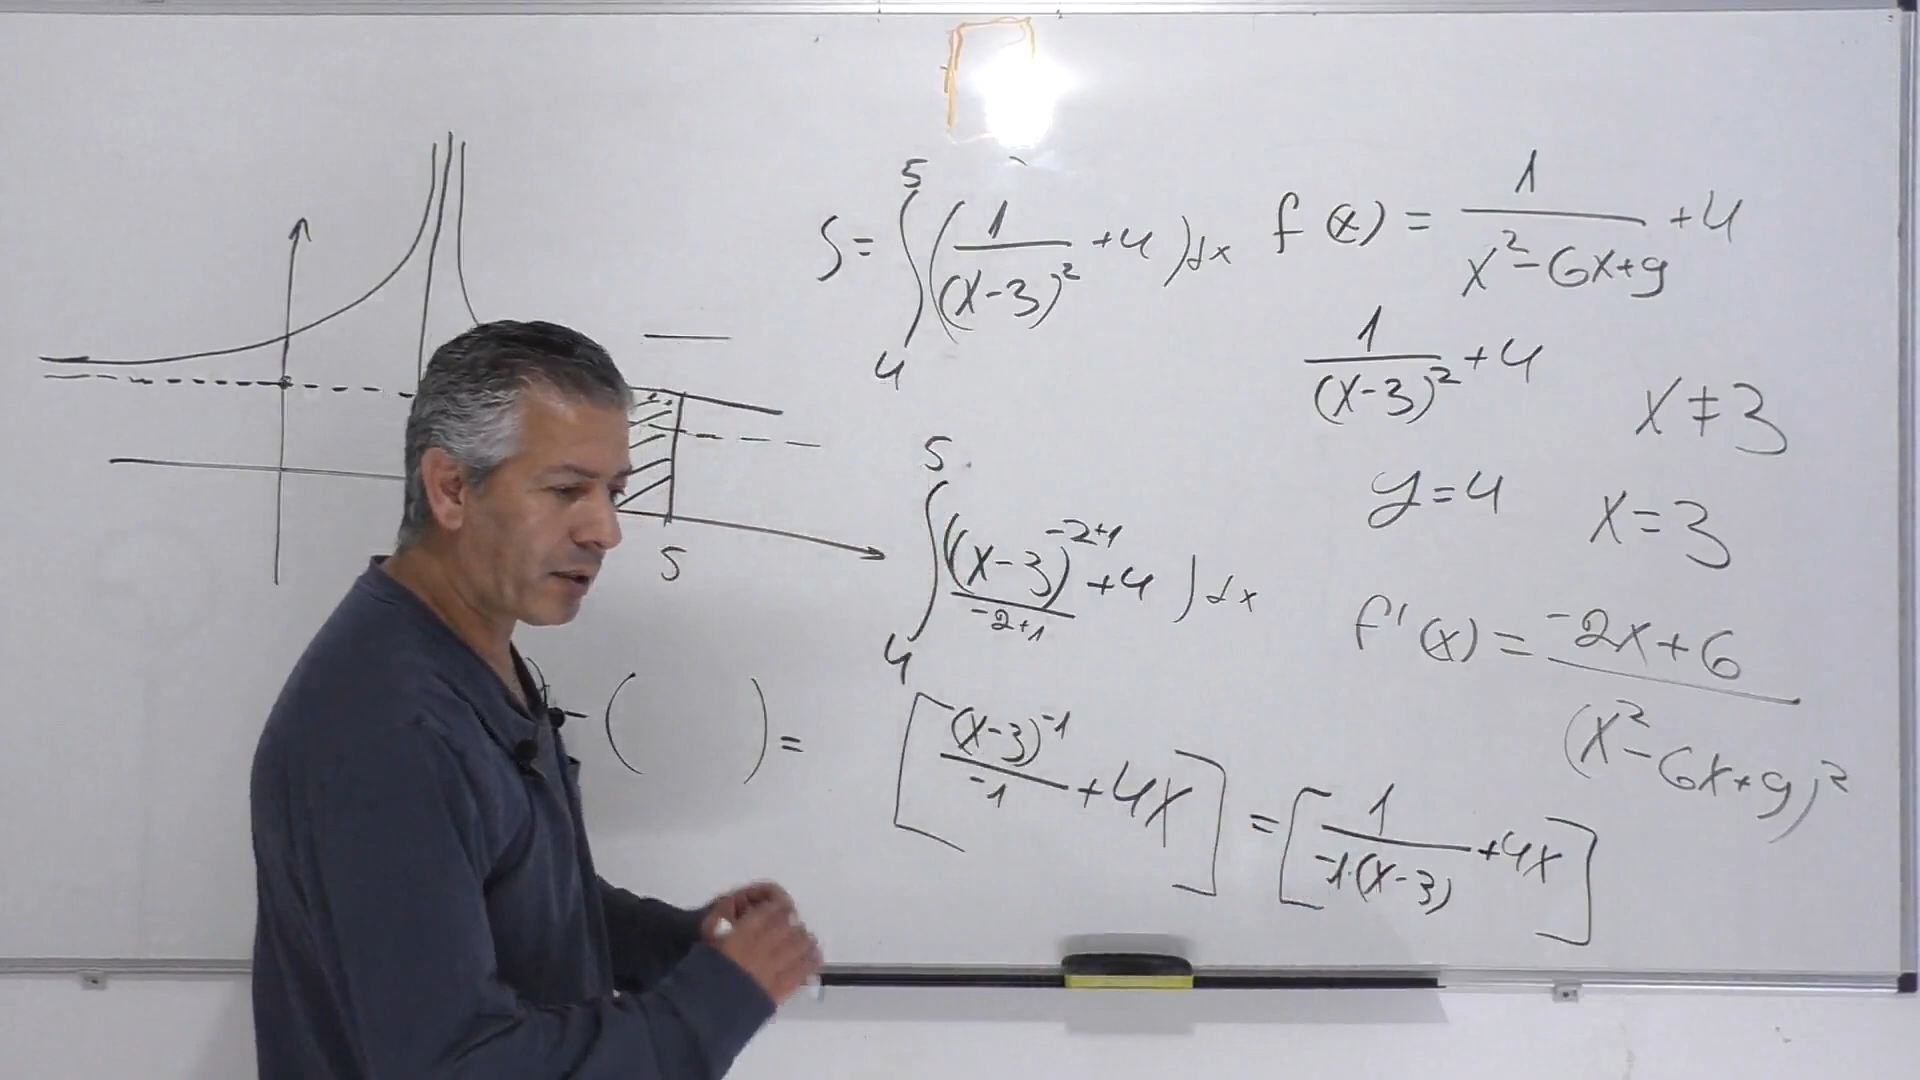 S = ∫₄⁵ (1/(x-3)² + 4) dx
f(x) = 1/(x² - 6x + 9) + 4
1/(x-3)² + 4
x ≠ 3
y = 4
x = 3
∫₄⁵ ((x-3)⁻²⁺¹/(-2+1) + 4) dx
5
f'(x) = (-2x + 6)/(x² - 6x + 9)²
- (    ) =
[(x-3)⁻¹/-1 + 4x] = [1/(-1·(x-3)) + 4x]